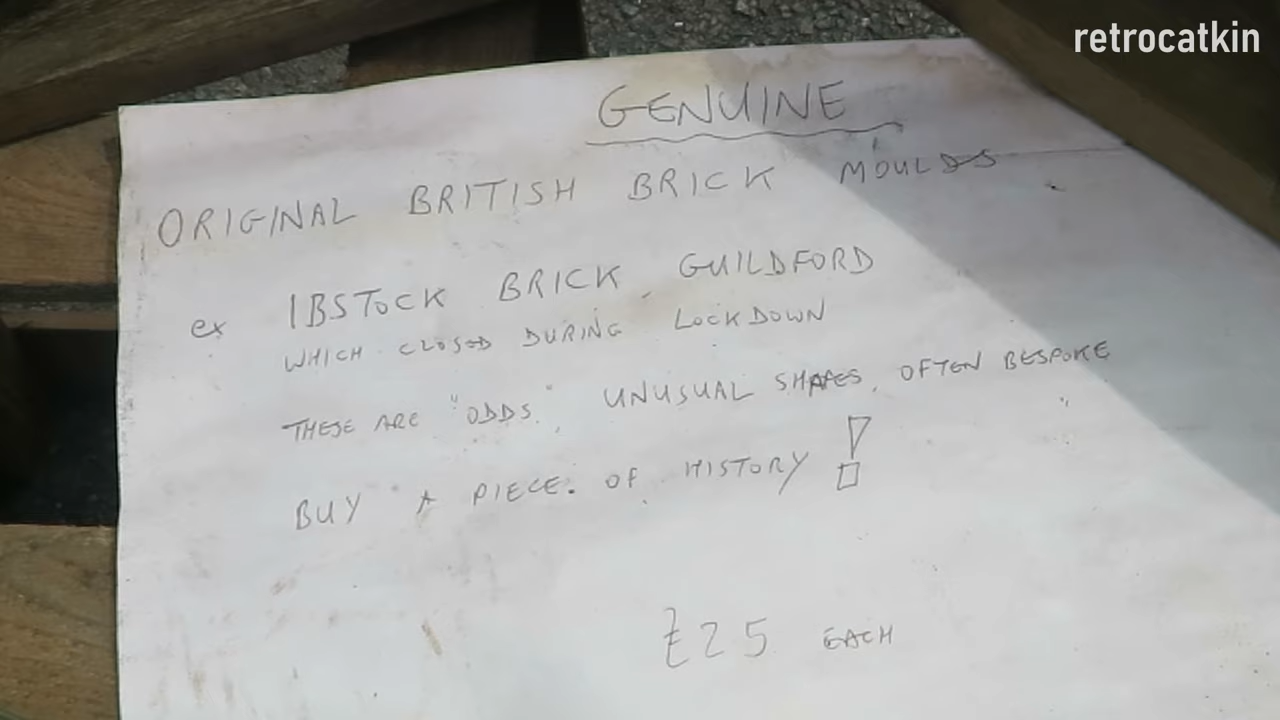 retrocatkin
GENUINE
ORIGINAL BRITISH BRICK MOULDS
ex IBSTOCK BRICK, GUILDFORD
WHICH CLOSED DURING LOCKDOWN
THESE ARE "ODDS", UNUSUAL SHAPES, OFTEN BESPOKE
BUY A PIECE. OF HISTORY!
£25 EACH